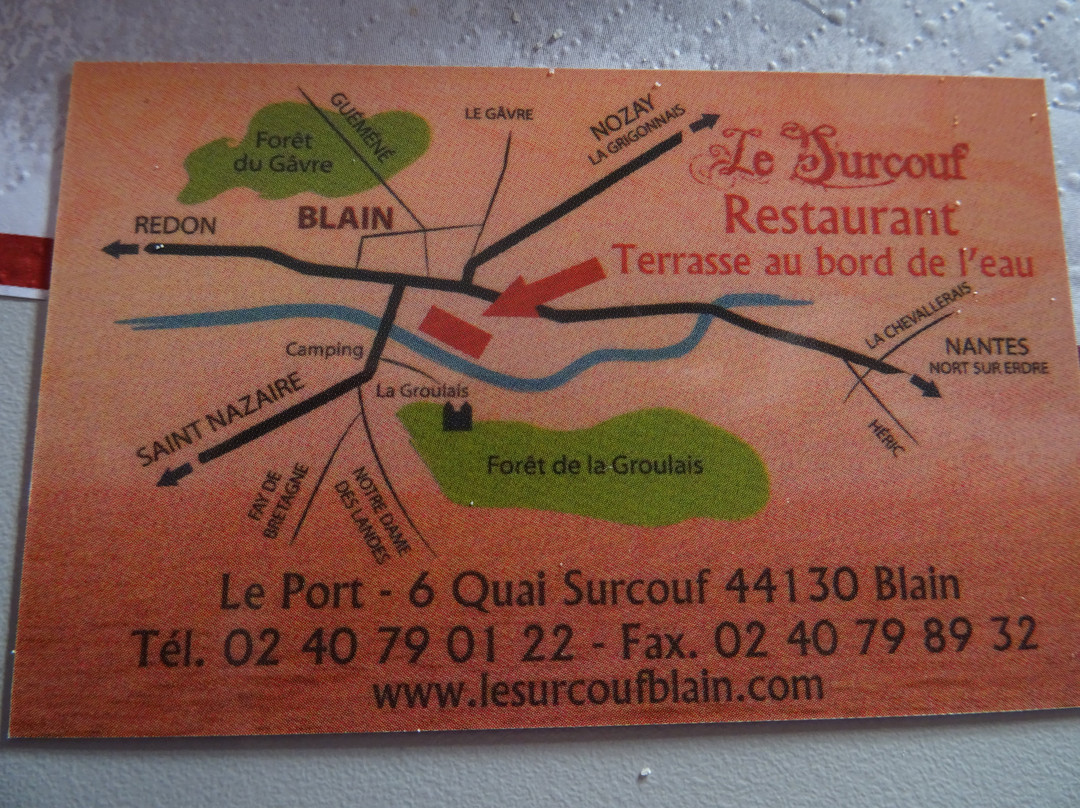 GUÉMÉNÉ
LE GÂVRE
NOZAY
LA GRIGONNAIS
Forêt
du Gâvre
Le Surcouf
Restaurant
Terrasse au bord de l'eau
REDON
BLAIN
LA CHEVALLERAIS
NANTES
NORT SUR ERDRE
Camping
La Groulais
SAINT NAZAIRE
HÉRIC
Forêt de la Groulais
FAY DE
BRETAGNE
NOTRE DAME
DES LANDES
Le Port - 6 Quai Surcouf 44130 Blain
Tél. 02 40 79 01 22 - Fax. 02 40 79 89 32
www.lesurcoufblain.com